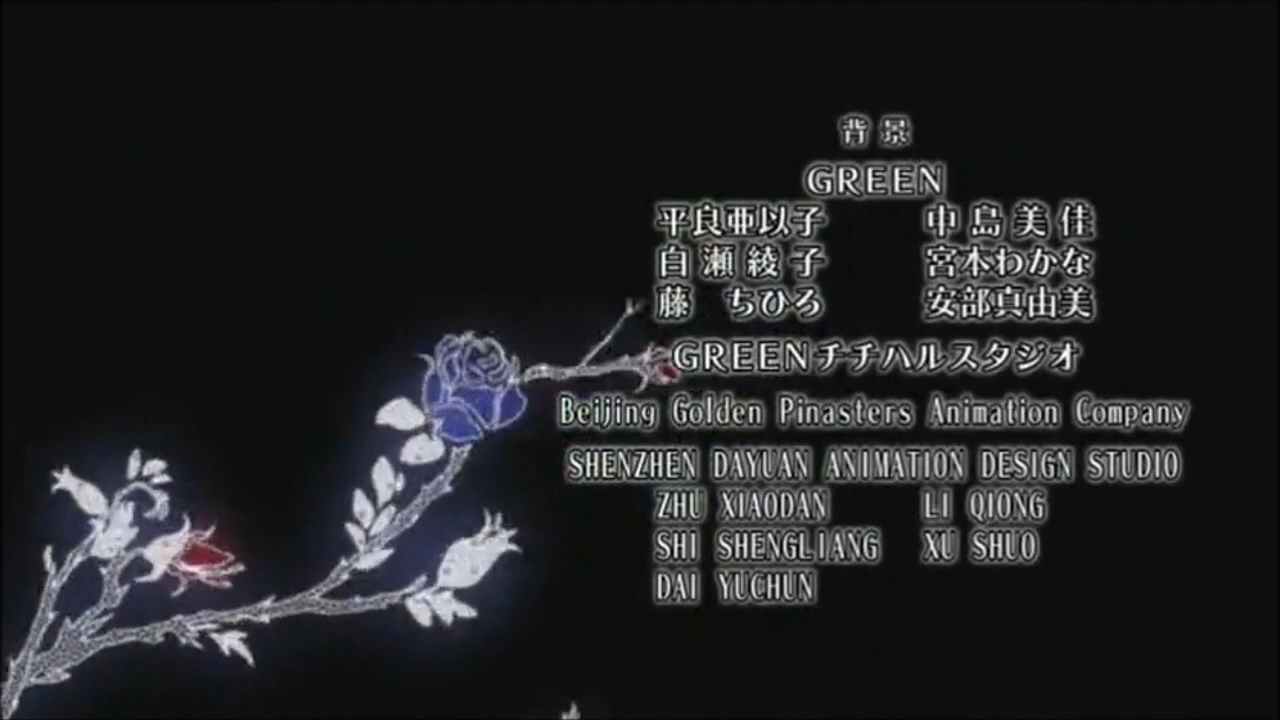 背景
GREEN
平良亜以子 中島美佳
白瀬綾子 宮本わかな
藤 ちひろ 安部真由美
GREENチチハルスタジオ
Beijing Golden Pinasters Animation Company
SHENZHEN DAYUAN ANIMATION DESIGN STUDIO
ZHU XIAODAN LI QIONG
SHI SHENGLIANG XU SHUO
DAI YUCHUN